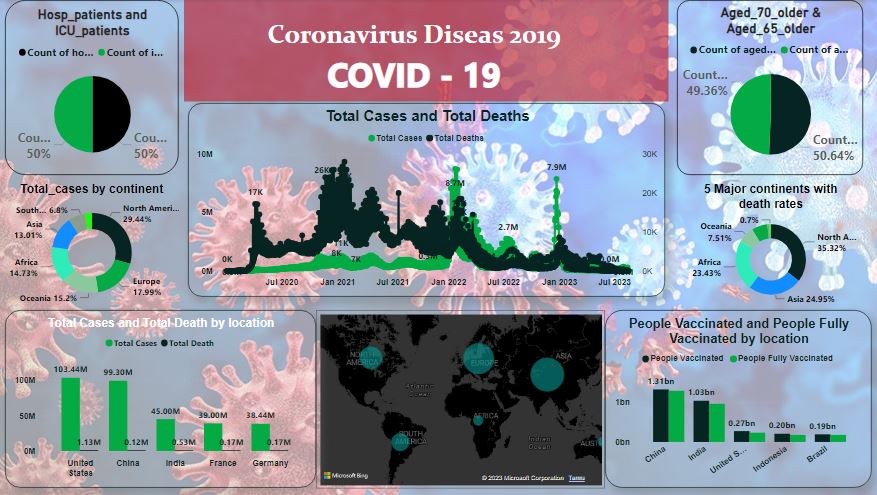 Hosp_patients and
ICU_patients
Count of ho... Count of i...
Cou...
50%
Cou...
50%
Coronavirus Diseas 2019
COVID - 19
Aged_70_older &
Aged_65_older
Count of aged... Count of a...
Count...
49.36%
Count...
50.64%
Total Cases and Total Deaths
Total Cases Total Deaths
10M
5M
0M
30K
20K
10K
0K
0K
17K
26K
11K
8K
7K
8.7M
2.7M
7.9M
Jul 2020 Jan 2021 Jul 2021 Jan 2022 Jul 2022 Jan 2023 Jul 2023
Total_cases by continent
South... 6.8%
North Ameri...
29.44%
Asia
13.01%
Africa
14.73%
Europe
17.99%
Oceania 15.2%
5 Major continents with
death rates
0.7%
Oceania
7.51%
North A...
35.32%
Africa
23.43%
Asia 24.95%
Total Cases and Total Death by location
Total Cases Total Death
100M
50M
0M
103.44M 99.30M 45.00M 39.00M 38.44M
1.13M 0.12M 0.53M 0.17M 0.17M
United
States China India France Germany
NORTH
AMERICA
EUROPE
ASIA
Atlantic
Ocean
AFRICA
SOUTH
AMERICA
Indian
Ocean
AUST
Microsoft Bing
© 2023 Microsoft Corporation Terms
People Vaccinated and People Fully
Vaccinated by location
People Vaccinated People Fully Vaccinated
1bn
0bn
1.31bn 1.03bn 0.27bn 0.20bn 0.19bn
China India United S... Indonesia Brazil